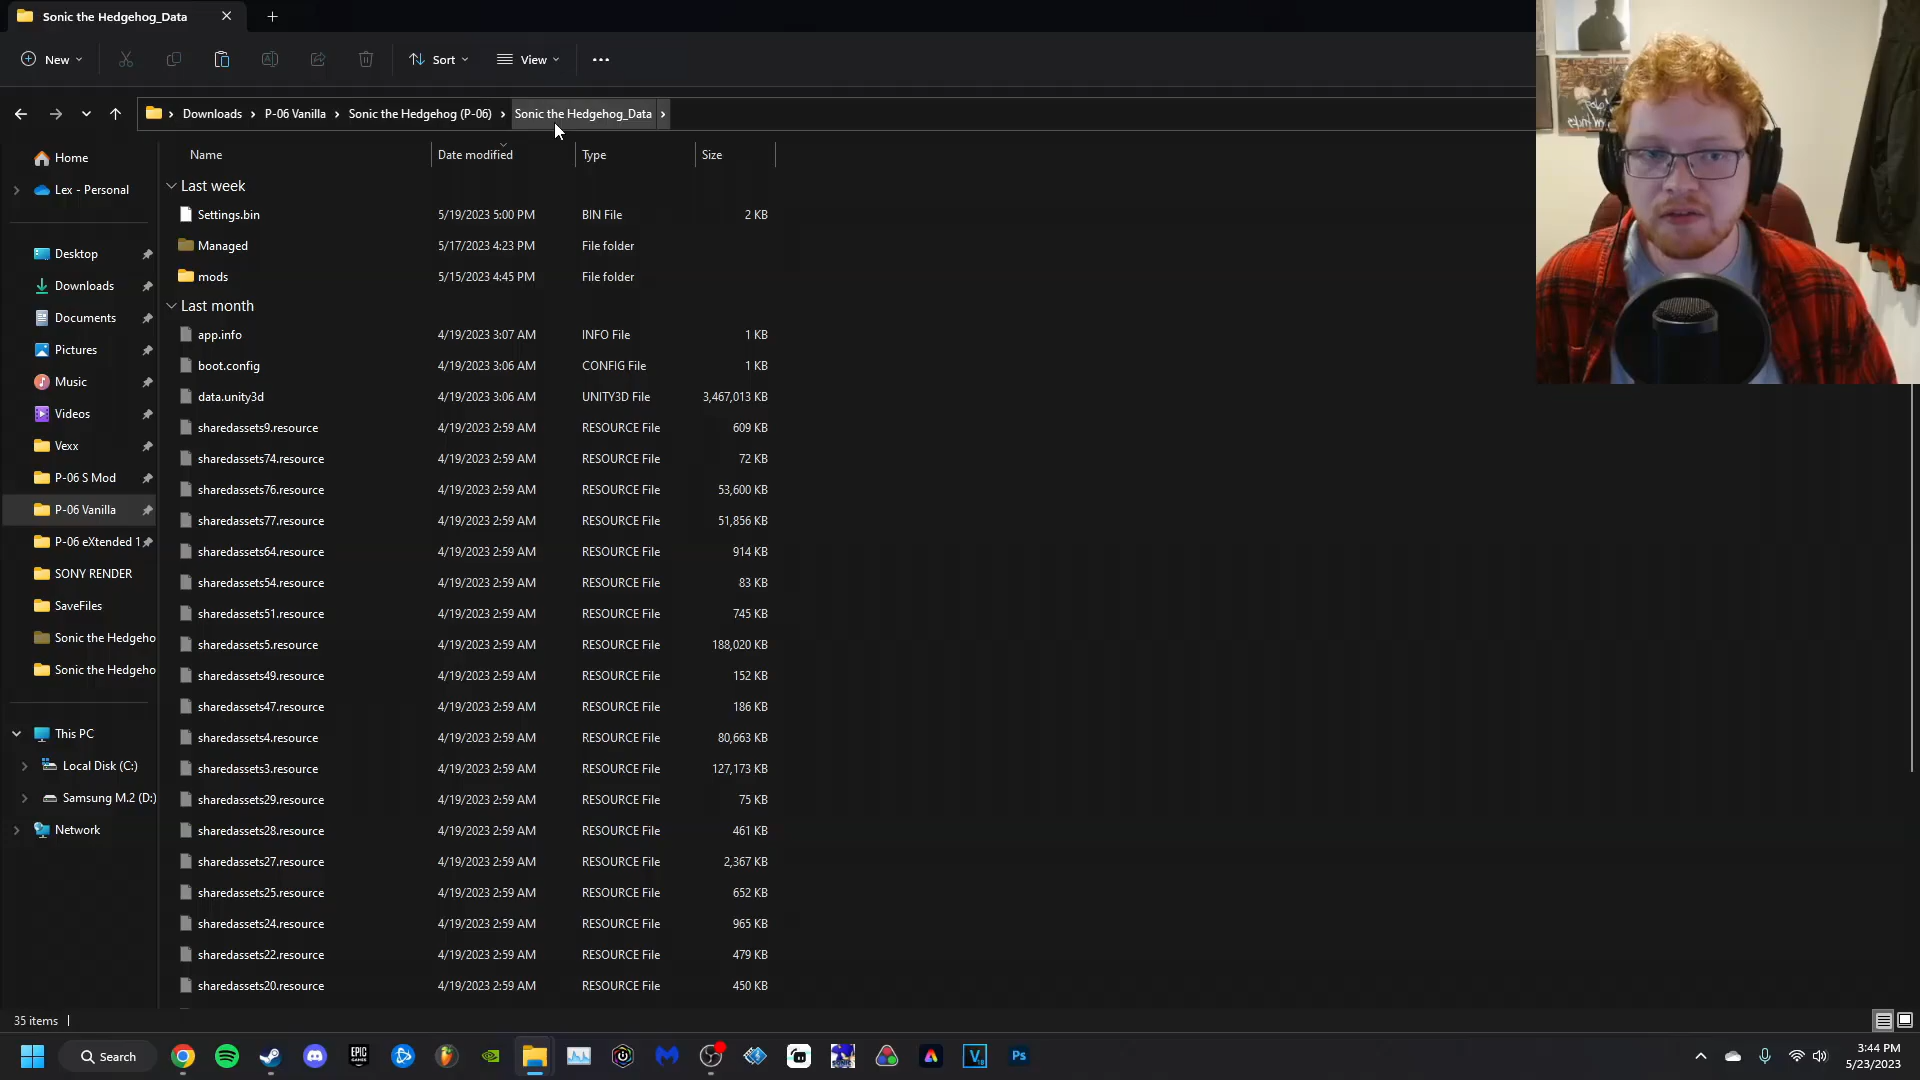 Sonic the Hedgehog_Data
New
Sort
View
Downloads
P-06 Vanilla
Sonic the Hedgehog (P-06)
Sonic the Hedgehog_Data
Name Date modified Type Size
Home
Lex - Personal
Desktop
Downloads
Documents
Pictures
Music
Videos
Vexx
P-06 S Mod
P-06 Vanilla
P-06 eXtended 1
SONY RENDER
SaveFiles
Sonic the Hedgeho
Sonic the Hedgeho
This PC
Local Disk (C:)
Samsung M.2 (D:)
Network
Last week
Settings.bin 5/19/2023 5:00 PM BIN File 2 KB
Managed 5/17/2023 4:23 PM File folder
mods 5/15/2023 4:45 PM File folder
Last month
app.info 4/19/2023 3:07 AM INFO File 1 KB
boot.config 4/19/2023 3:06 AM CONFIG File 1 KB
data.unity3d 4/19/2023 3:06 AM UNITY3D File 3,467,013 KB
sharedassets9.resource 4/19/2023 2:59 AM RESOURCE File 609 KB
sharedassets74.resource 4/19/2023 2:59 AM RESOURCE File 72 KB
sharedassets76.resource 4/19/2023 2:59 AM RESOURCE File 53,600 KB
sharedassets77.resource 4/19/2023 2:59 AM RESOURCE File 51,856 KB
sharedassets64.resource 4/19/2023 2:59 AM RESOURCE File 914 KB
sharedassets54.resource 4/19/2023 2:59 AM RESOURCE File 83 KB
sharedassets51.resource 4/19/2023 2:59 AM RESOURCE File 745 KB
sharedassets5.resource 4/19/2023 2:59 AM RESOURCE File 188,020 KB
sharedassets49.resource 4/19/2023 2:59 AM RESOURCE File 152 KB
sharedassets47.resource 4/19/2023 2:59 AM RESOURCE File 186 KB
sharedassets4.resource 4/19/2023 2:59 AM RESOURCE File 80,663 KB
sharedassets3.resource 4/19/2023 2:59 AM RESOURCE File 127,173 KB
sharedassets29.resource 4/19/2023 2:59 AM RESOURCE File 75 KB
sharedassets28.resource 4/19/2023 2:59 AM RESOURCE File 461 KB
sharedassets27.resource 4/19/2023 2:59 AM RESOURCE File 2,367 KB
sharedassets25.resource 4/19/2023 2:59 AM RESOURCE File 652 KB
sharedassets24.resource 4/19/2023 2:59 AM RESOURCE File 965 KB
sharedassets22.resource 4/19/2023 2:59 AM RESOURCE File 479 KB
sharedassets20.resource 4/19/2023 2:59 AM RESOURCE File 450 KB
35 items
Search
EPIC
GAMES
Ps
3:44 PM
5/23/2023